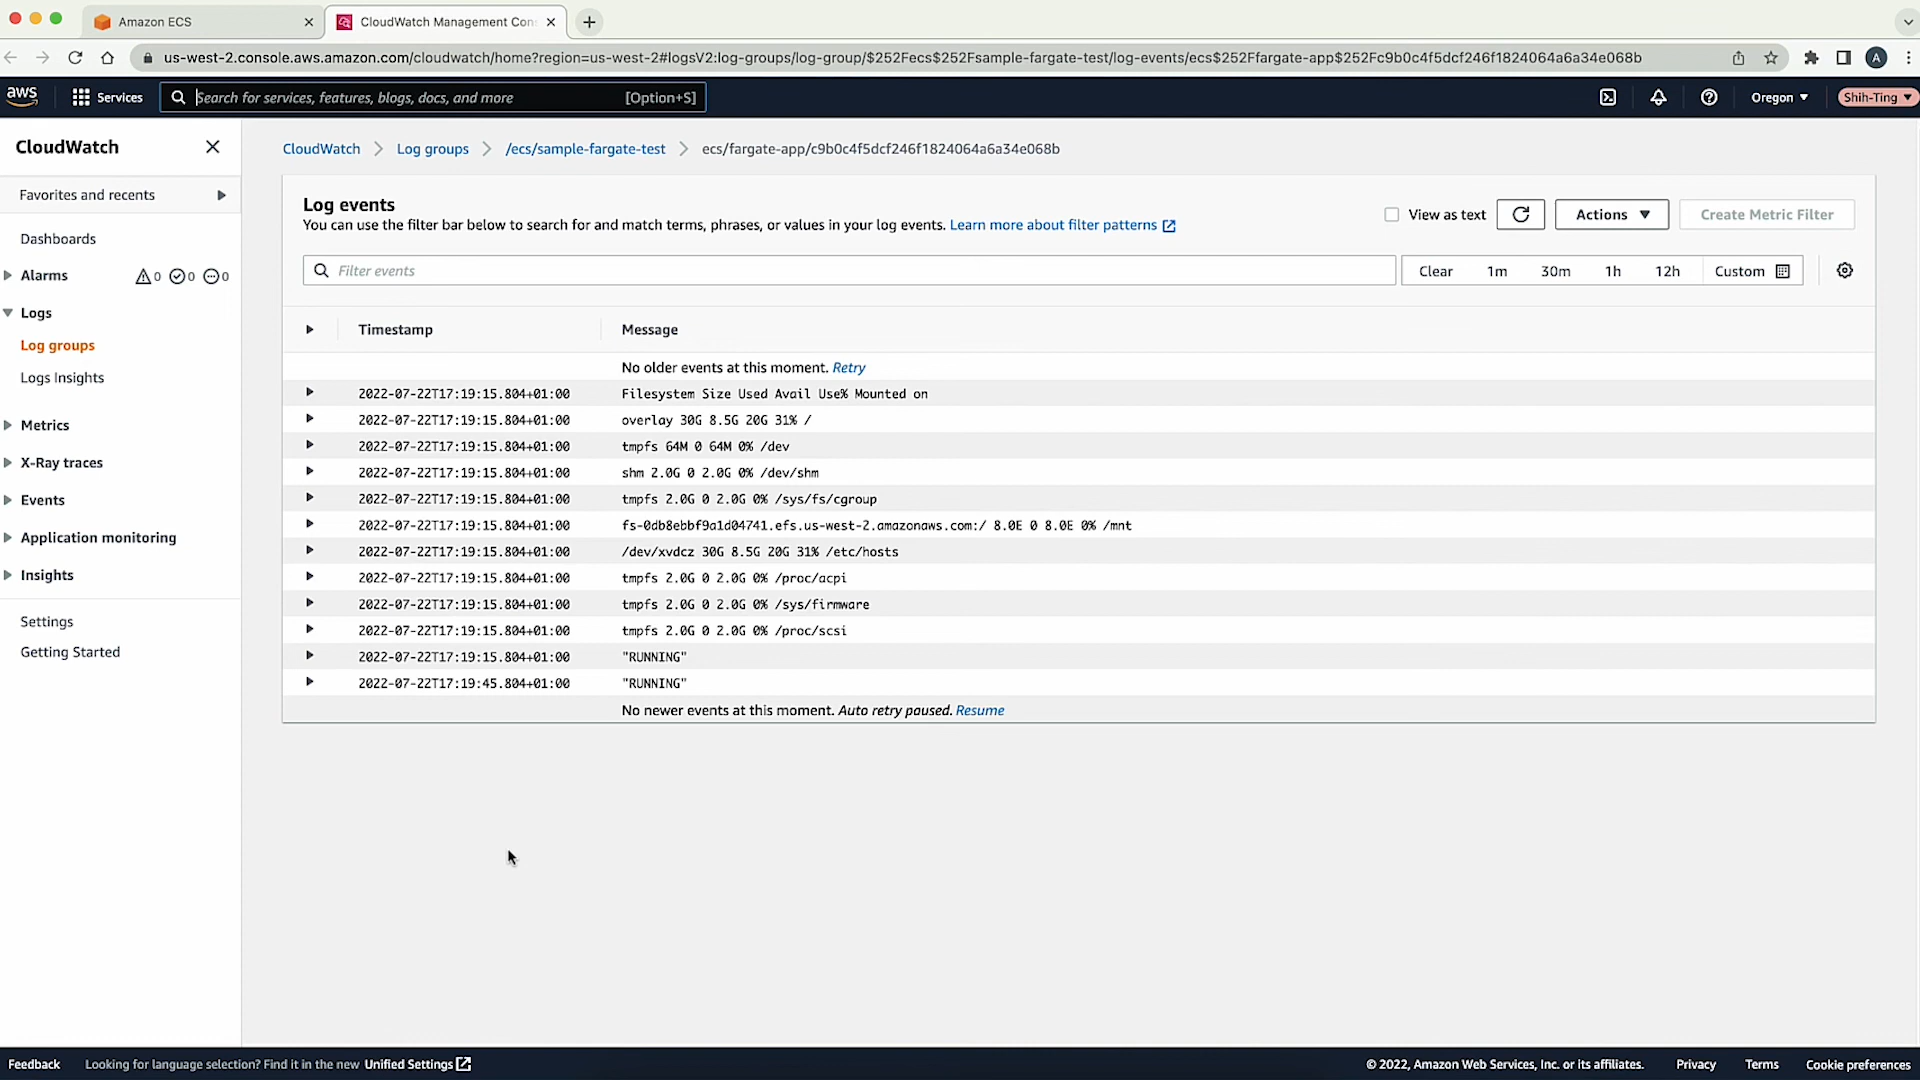 Amazon ECS
CloudWatch Management Con
us-west-2.console.aws.amazon.com/cloudwatch/home?region=us-west-2#logsV2:log-groups/log-group/$252Fecs$252Fsample-fargate-test/log-events/ecs$252Ffargate-app$252Fc9b0c4f5dcf246f1824064a6a34e068b
A
aws
Services
Search for services, features, blogs, docs, and more
[Option+S]
Oregon
Shih-Ting
CloudWatch
Favorites and recents
Dashboards
Alarms 0 0 0
Logs
Log groups
Logs Insights
Metrics
X-Ray traces
Events
Application monitoring
Insights
Settings
Getting Started
CloudWatch
Log groups
/ecs/sample-fargate-test
ecs/fargate-app/c9b0c4f5dcf246f1824064a6a34e068b
Log events
You can use the filter bar below to search for and match terms, phrases, or values in your log events. Learn more about filter patterns
View as text
Actions
Create Metric Filter
Filter events
Clear 1m 30m 1h 12h Custom
Timestamp Message
No older events at this moment. Retry
2022-07-22T17:19:15.804+01:00 Filesystem Size Used Avail Use% Mounted on
2022-07-22T17:19:15.804+01:00 overlay 30G 8.5G 20G 31% /
2022-07-22T17:19:15.804+01:00 tmpfs 64M 0 64M 0% /dev
2022-07-22T17:19:15.804+01:00 shm 2.0G 0 2.0G 0% /dev/shm
2022-07-22T17:19:15.804+01:00 tmpfs 2.0G 0 2.0G 0% /sys/fs/cgroup
2022-07-22T17:19:15.804+01:00 fs-0db8ebbf9a1d04741.efs.us-west-2.amazonaws.com:/ 8.0E 0 8.0E 0% /mnt
2022-07-22T17:19:15.804+01:00 /dev/xvdcz 30G 8.5G 20G 31% /etc/hosts
2022-07-22T17:19:15.804+01:00 tmpfs 2.0G 0 2.0G 0% /proc/acpi
2022-07-22T17:19:15.804+01:00 tmpfs 2.0G 0 2.0G 0% /sys/firmware
2022-07-22T17:19:15.804+01:00 tmpfs 2.0G 0 2.0G 0% /proc/scsi
2022-07-22T17:19:15.804+01:00 "RUNNING"
2022-07-22T17:19:45.804+01:00 "RUNNING"
No newer events at this moment. Auto retry paused. Resume
Feedback
Looking for language selection? Find it in the new Unified Settings
© 2022, Amazon Web Services, Inc. or its affiliates.
Privacy
Terms
Cookie preferences